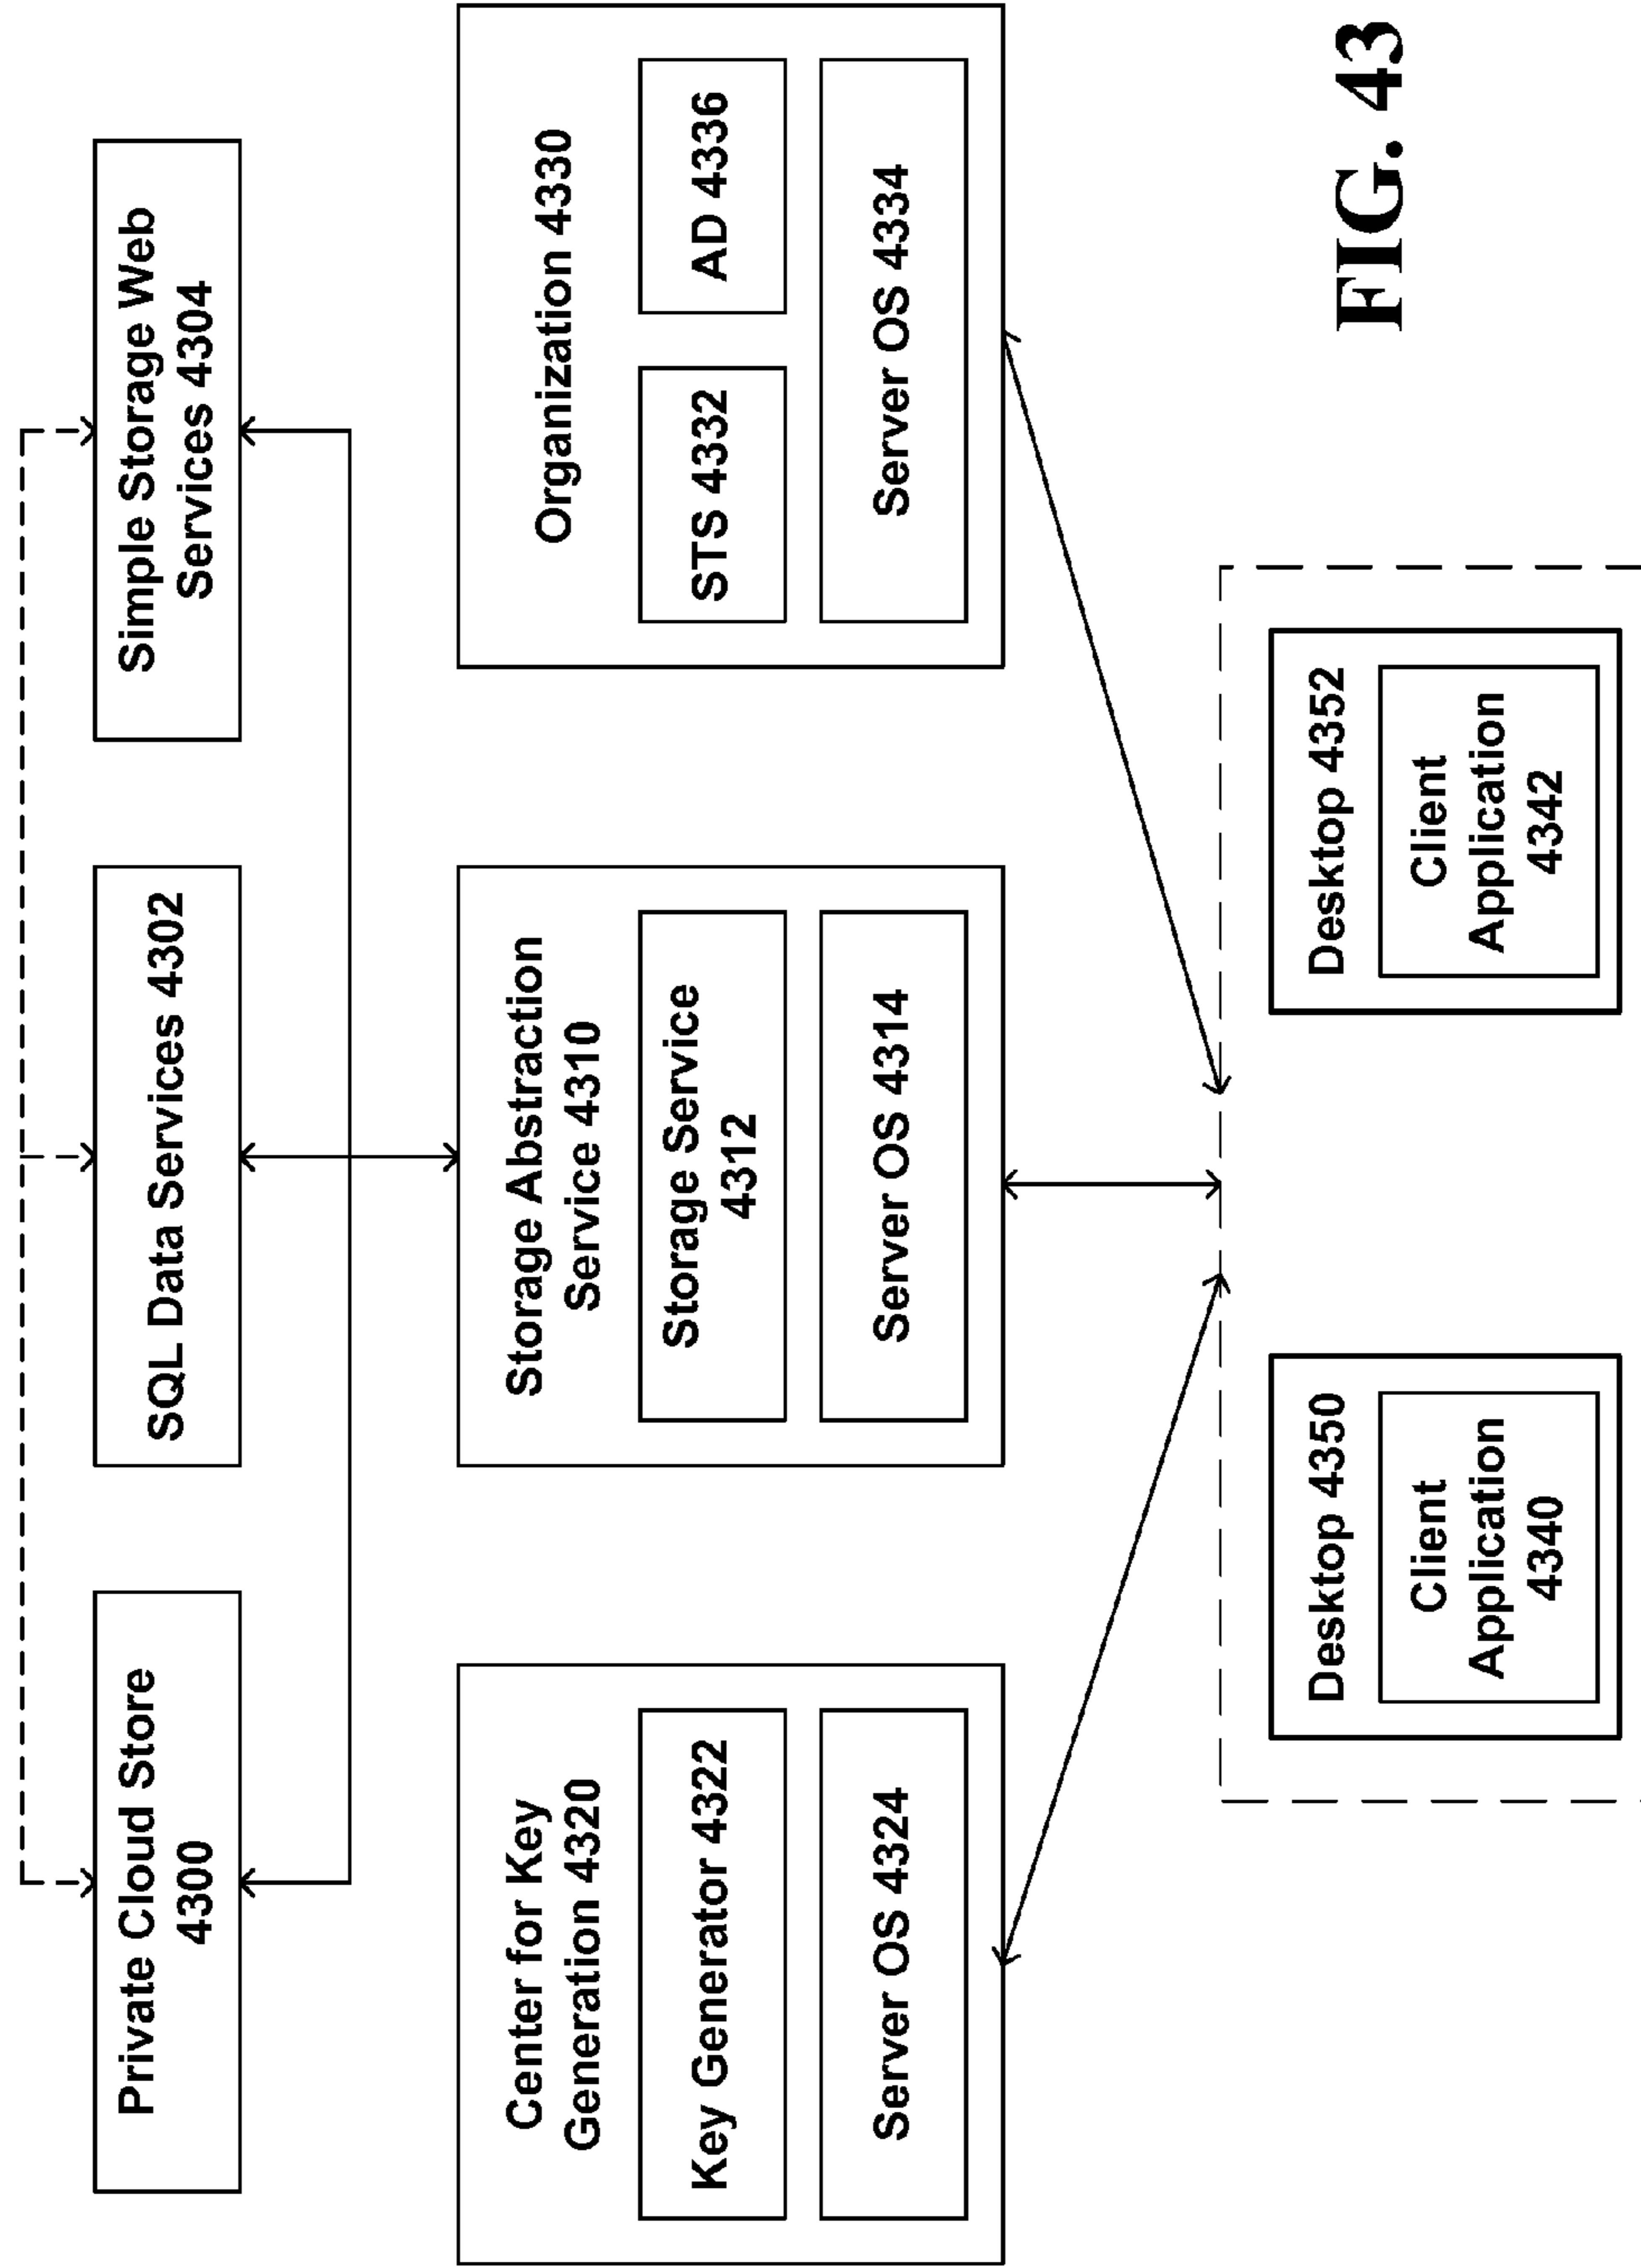 Private Cloud Store
4300
SQL Data Services 4302
Simple Storage Web
Services 4304
Center for Key
Generation 4320
Key Generator 4322
Server OS 4324
Storage Abstraction
Service 4310
Storage Service
4312
Server OS 4314
Organization 4330
STS 4332
AD 4336
Server OS 4334
Desktop 4350
Client
Application
4340
Desktop 4352
Client
Application
4342
FIG. 43